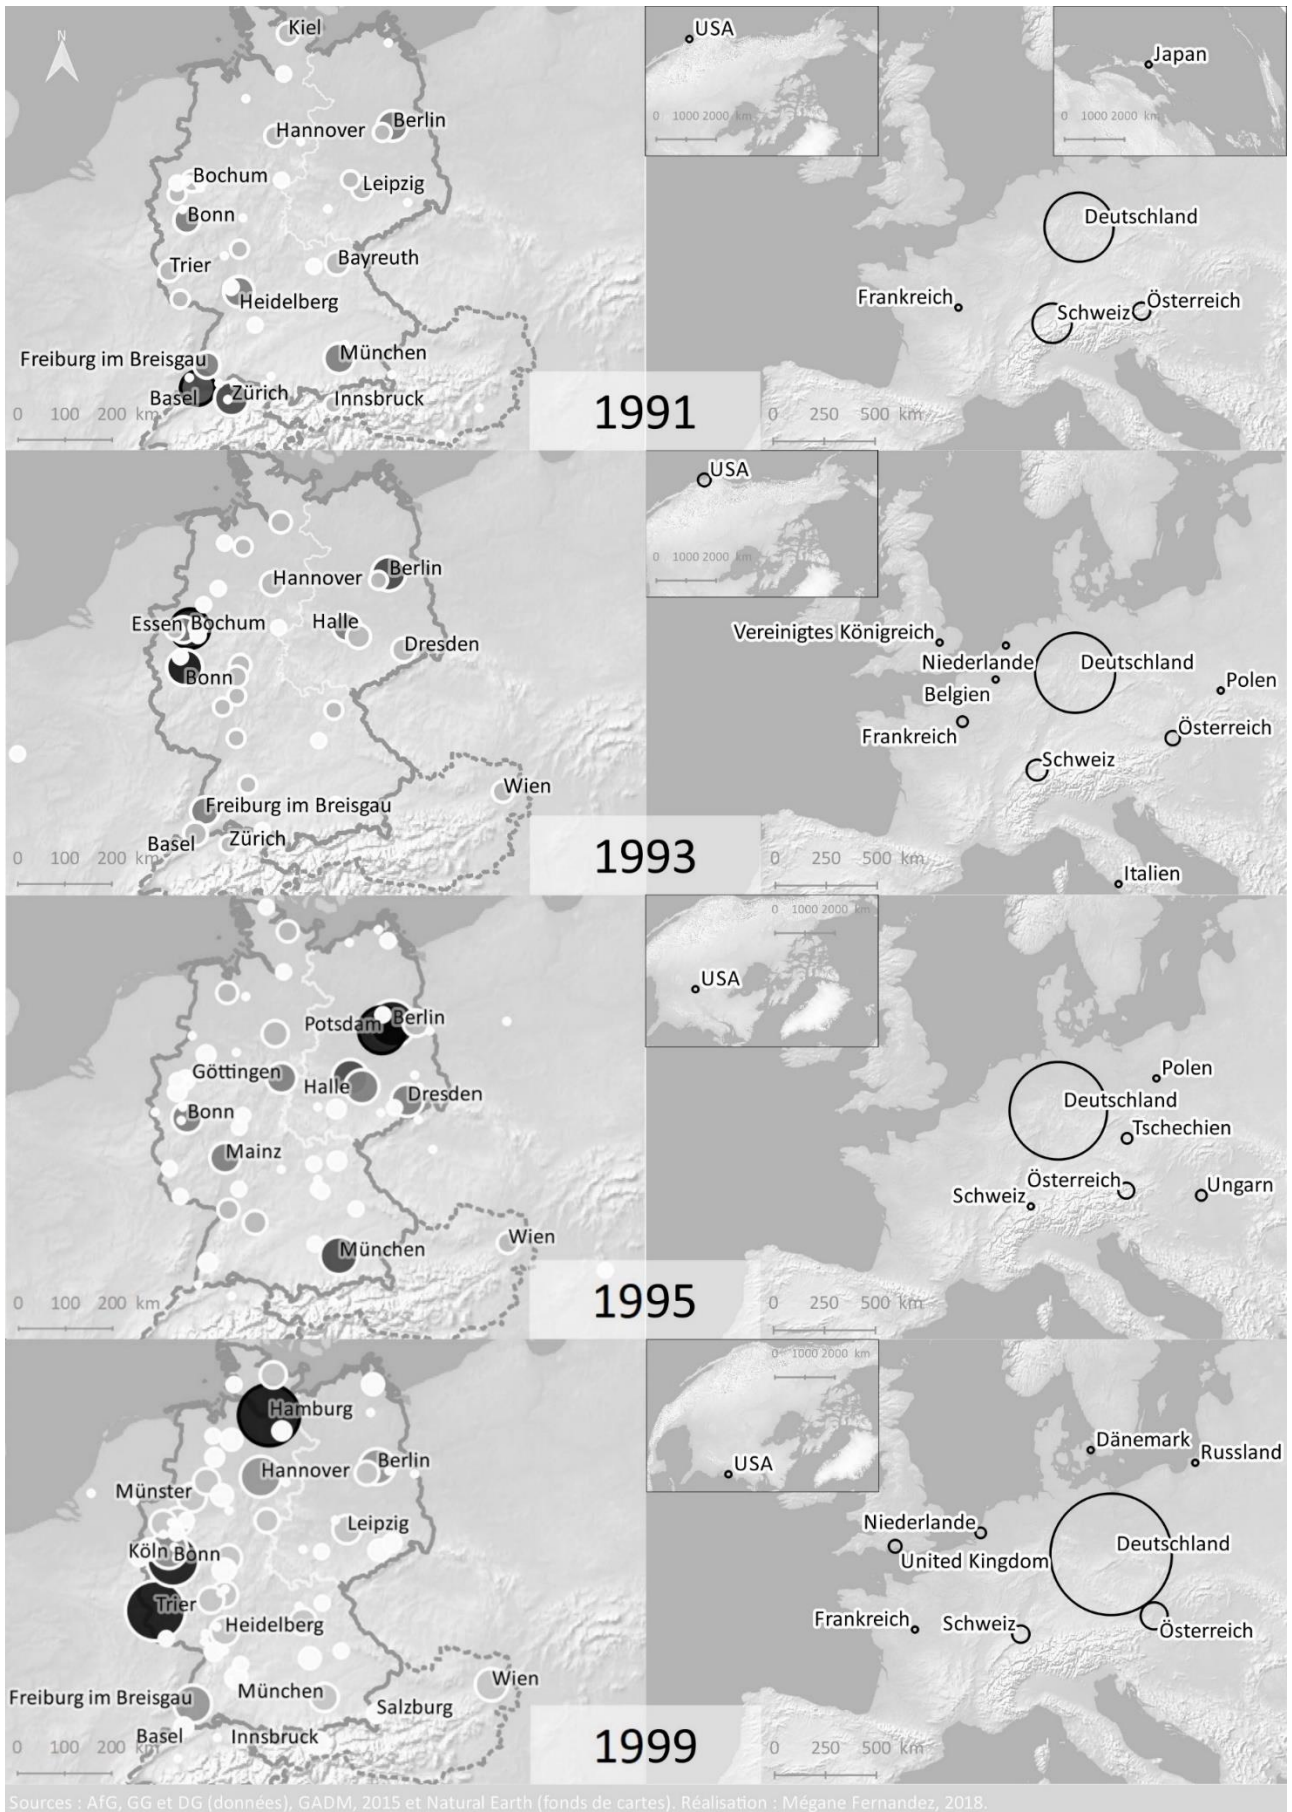 N
Kiel
Berlin
Hannover
Bochum
Leipzig
Bonn
Bayreuth
Trier
Heidelberg
München
Freiburg im Breisgau
Basel
Zürich
Innsbruck
0 100 200 km
USA
0 1000 2000 km
Japan
0 1000 2000 km
Deutschland
Frankreich
Schweiz
Österreich
0 250 500 km
1991
Berlin
Hannover
Essen Bochum
Halle
Dresden
Bonn
Wien
Freiburg im Breisgau
Basel
Zürich
0 100 200 km
USA
0 1000 2000 km
Vereinigtes Königreich
Niederlande
Deutschland
Belgien
Polen
Frankreich
Österreich
Schweiz
Italien
0 250 500 km
1993
Potsdam
Berlin
Göttingen
Halle
Dresden
Bonn
Mainz
München
Wien
0 100 200 km
0 1000 2000 km
USA
Polen
Deutschland
Tschechien
Österreich
Schweiz
Ungarn
0 250 500 km
1995
Hamburg
Hannover
Berlin
Münster
Leipzig
Köln
Bonn
Trier
Heidelberg
Freiburg im Breisgau
München
Wien
Salzburg
Basel
Innsbruck
0 100 200 km
0 1000 2000 km
USA
Dänemark
Russland
Niederlande
United Kingdom
Deutschland
Frankreich
Schweiz
Österreich
0 250 500 km
1999
Sources : AfG, GG et DG (données), GADM, 2015 et Natural Earth (fonds de cartes). Réalisation : Mégane Fernandez, 2018.